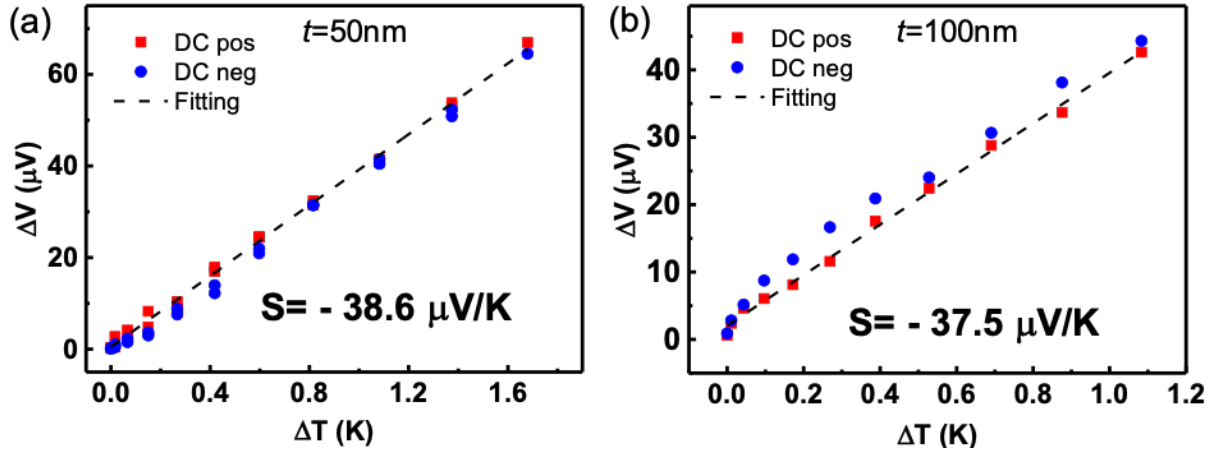 (a)
t=50nm
DC pos
DC neg
Fitting
S= - 38.6 μV/K
ΔV (μV)
60
40
20
0
0.0 0.4 0.8 1.2 1.6
ΔT (K)
(b)
t=100nm
DC pos
DC neg
Fitting
S= - 37.5 μV/K
ΔV (μV)
40
30
20
10
0
0.0 0.2 0.4 0.6 0.8 1.0 1.2
ΔT (K)